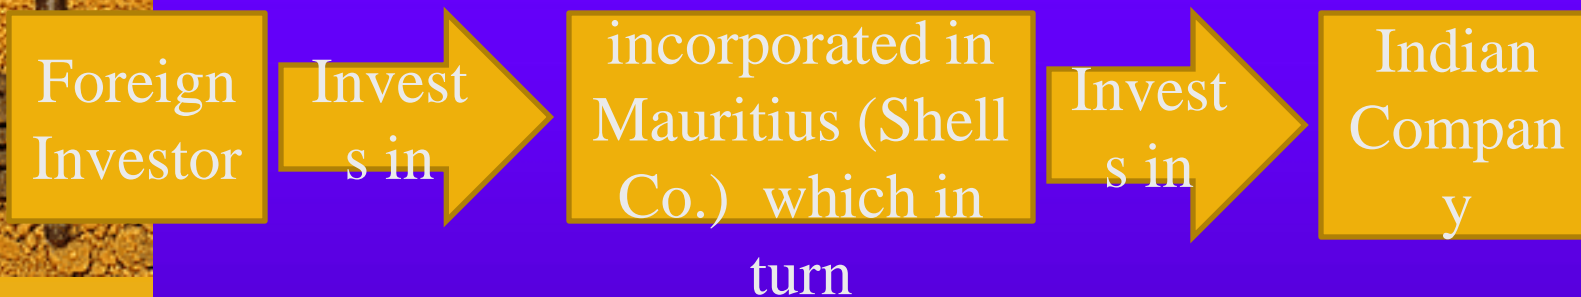 Foreign
Investor
Invest
s in
incorporated in
Mauritius (Shell
Co.) which in
turn
Invest
s in
Indian
Compan
y